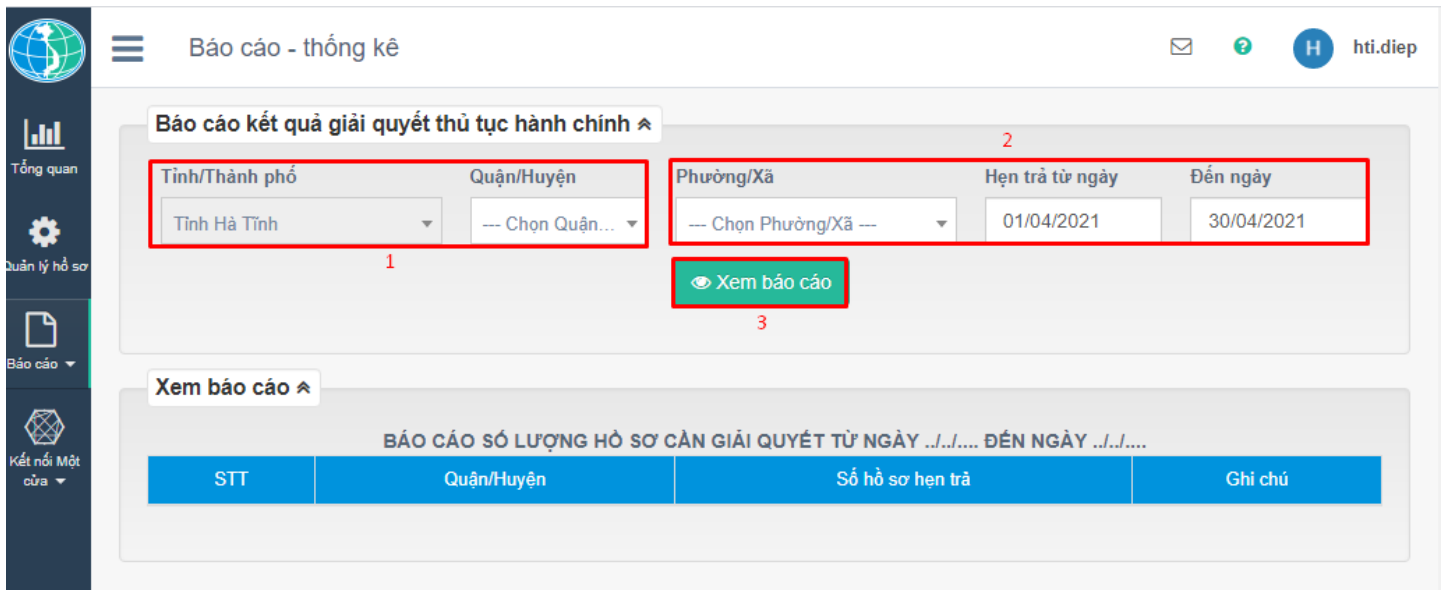 Báo cáo - thống kê
hti.diep
H
Báo cáo kết quả giải quyết thủ tục hành chính
2
Tỉnh/Thành phố Quận/Huyện Phường/Xã Hẹn trả từ ngày Đến ngày
Tỉnh Hà Tĩnh --- Chọn Quận... --- Chọn Phường/Xã --- 01/04/2021 30/04/2021
1
Xem báo cáo
3
Tổng quan
Quản lý hồ sơ
Báo cáo
Kết nối Một
cửa
Xem báo cáo
BÁO CÁO SỐ LƯỢNG HỒ SƠ CẦN GIẢI QUYẾT TỪ NGÀY ../../.... ĐẾN NGÀY ../../....
STT Quận/Huyện Số hồ sơ hẹn trả Ghi chú